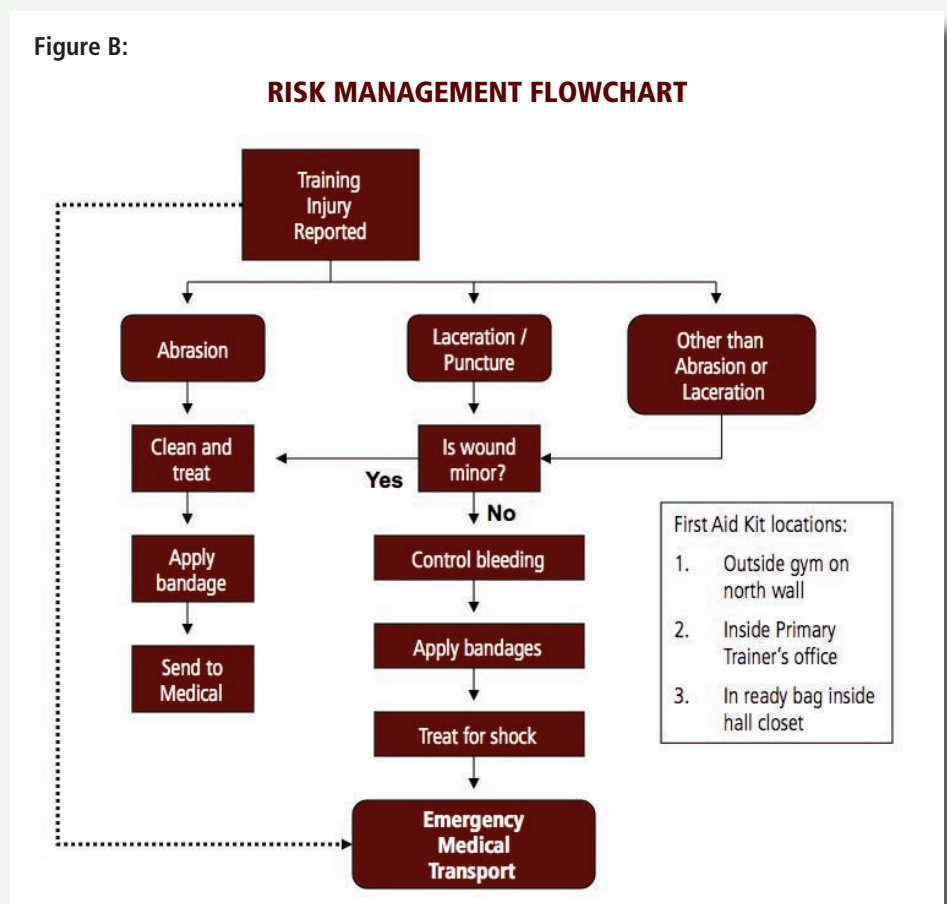 Figure B:
RISK MANAGEMENT FLOWCHART
Training
Injury
Reported
Abrasion
Laceration /
Puncture
Other than
Abrasion or
Laceration
Clean and
treat
Yes
Is wound
minor?
No
Apply
bandage
Send to
Medical
Control bleeding
Apply bandages
Treat for shock
Emergency
Medical
Transport
First Aid Kit locations:
1. Outside gym on
north wall
2. Inside Primary
Trainer's office
3. In ready bag inside
hall closet